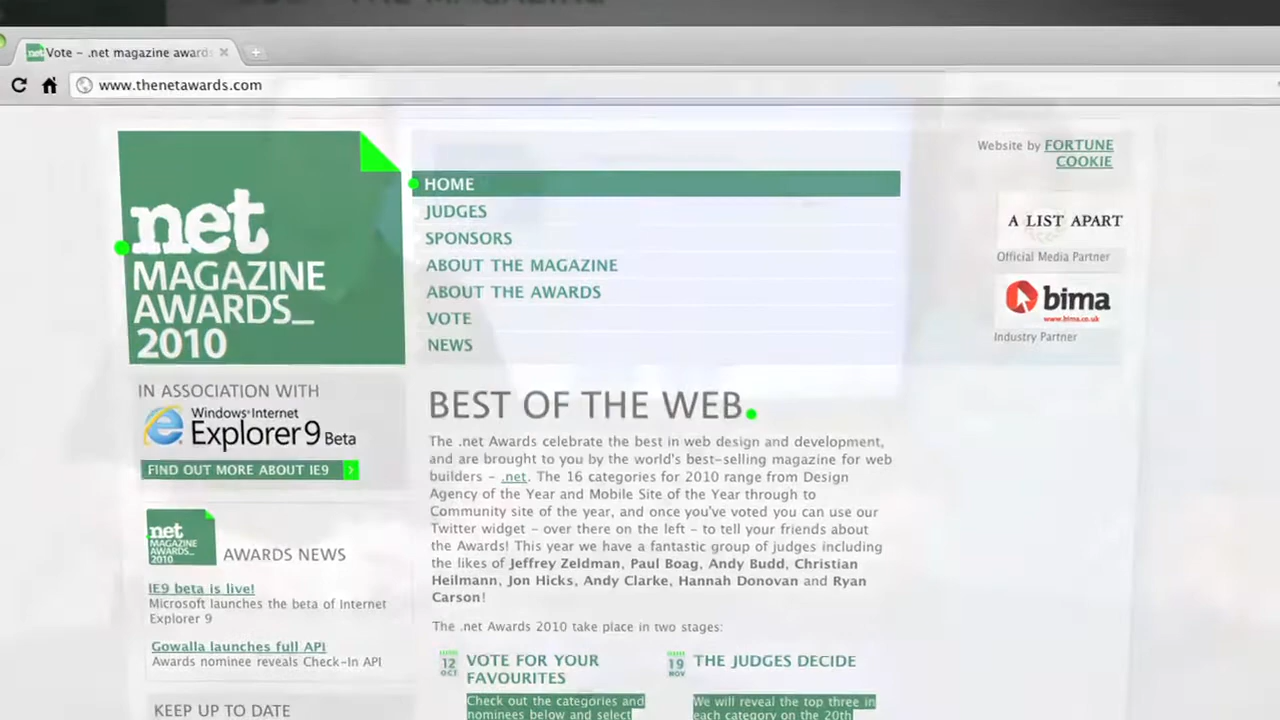 net Vote – .net magazine awards
www.thenetawards.com
.net
MAGAZINE
AWARDS_
2010
HOME
JUDGES
SPONSORS
ABOUT THE MAGAZINE
ABOUT THE AWARDS
VOTE
NEWS
Website by FORTUNE
COOKIE
A LIST APART
Official Media Partner
bima
www.bima.co.uk
Industry Partner
IN ASSOCIATION WITH
Windows Internet
Explorer 9 Beta
FIND OUT MORE ABOUT IE9 >
.net
MAGAZINE
AWARDS_
2010
AWARDS NEWS
IE9 beta is live!
Microsoft launches the beta of Internet
Explorer 9
Gowalla launches full API
Awards nominee reveals Check-In API
KEEP UP TO DATE
BEST OF THE WEB.
The .net Awards celebrate the best in web design and development,
and are brought to you by the world's best-selling magazine for web
builders – .net. The 16 categories for 2010 range from Design
Agency of the Year and Mobile Site of the Year through to
Community site of the year, and once you've voted you can use our
Twitter widget – over there on the left – to tell your friends about
the Awards! This year we have a fantastic group of judges including
the likes of Jeffrey Zeldman, Paul Boag, Andy Budd, Christian
Heilmann, Jon Hicks, Andy Clarke, Hannah Donovan and Ryan
Carson!
The .net Awards 2010 take place in two stages:
12
OCT
VOTE FOR YOUR
FAVOURITES
Check out the categories and
nominees below and select
19
NOV
THE JUDGES DECIDE
We will reveal the top three in
each category on the 20th